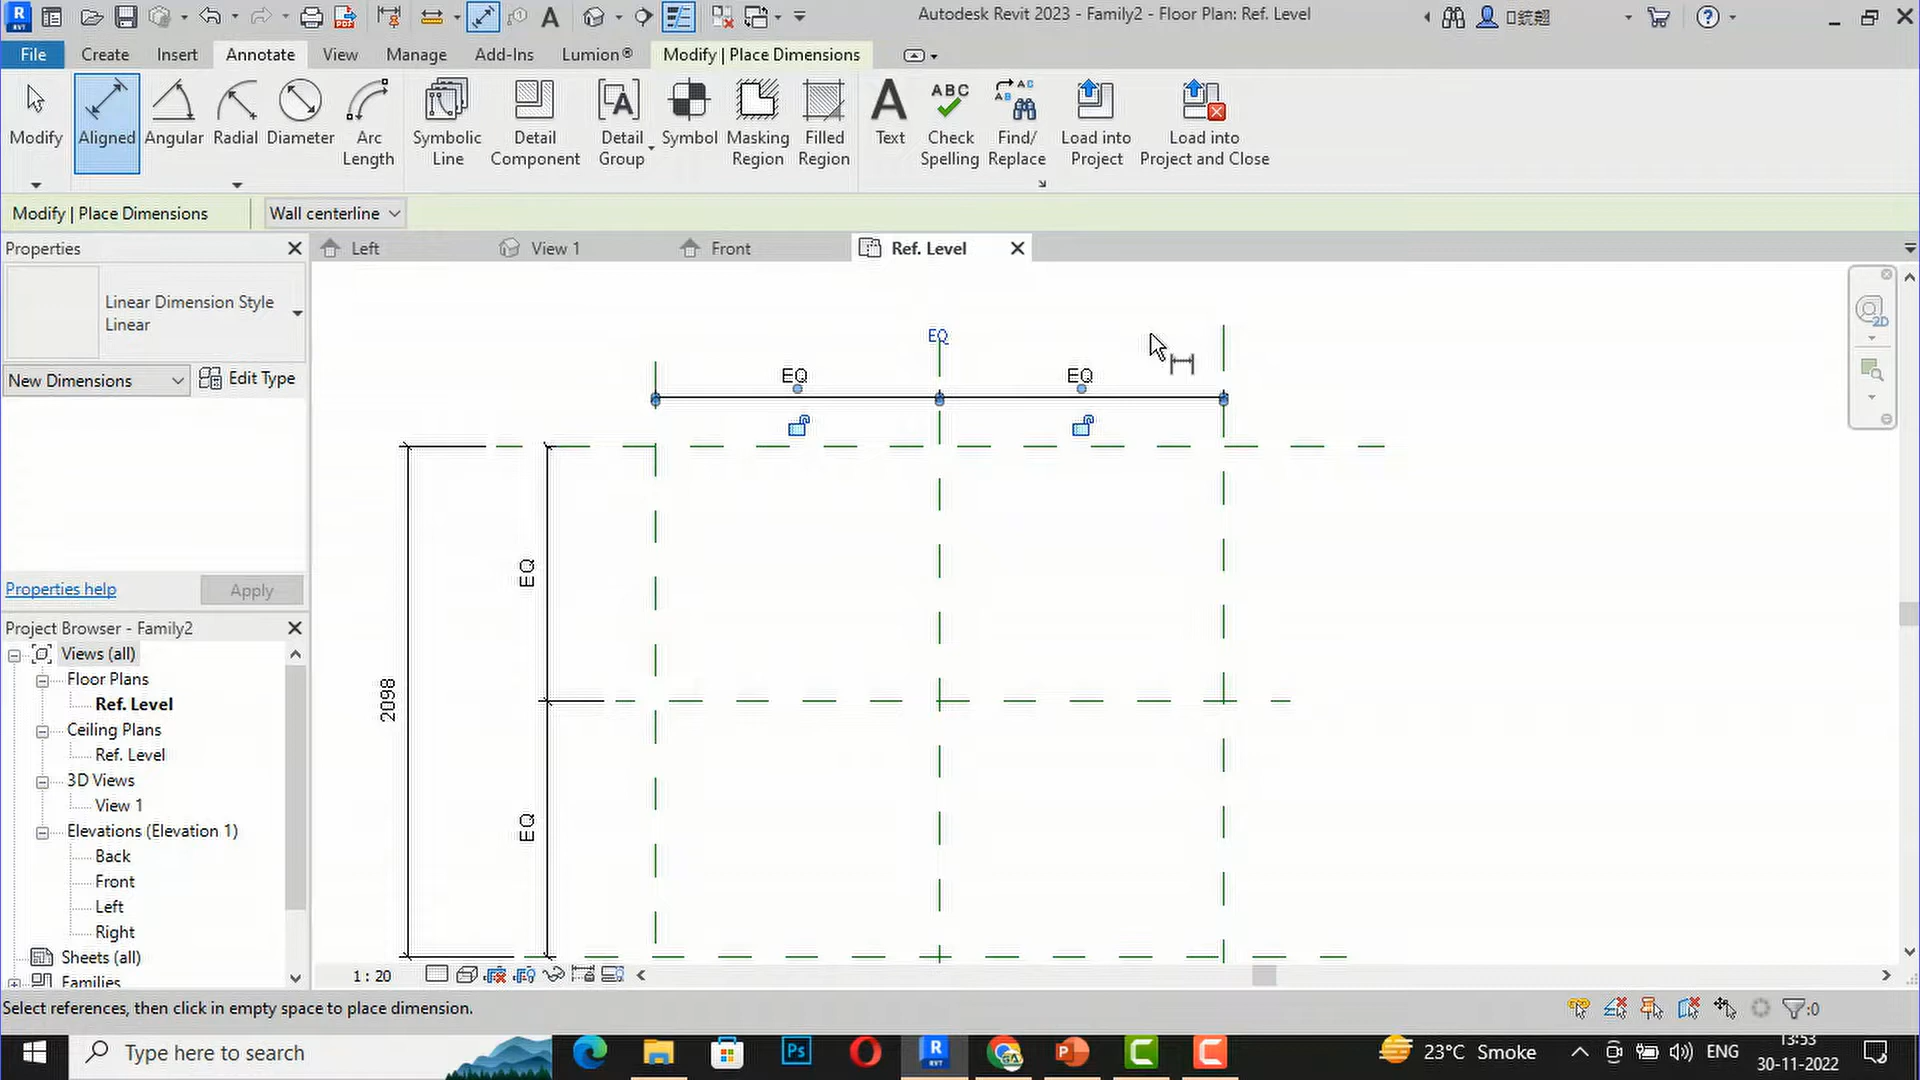 Autodesk Revit 2023 - Family2 - Floor Plan: Ref. Level
File Create Insert Annotate View Manage Add-Ins Lumion® Modify | Place Dimensions
Modify Aligned Angular Radial Diameter Arc Length Symbolic Line Detail Component Detail Group Symbol Masking Region Filled Region Text Check Spelling Find/ Replace Load into Project Load into Project and Close
Modify | Place Dimensions Wall centerline
Properties
Left View 1 Front Ref. Level
Linear Dimension Style
Linear
New Dimensions Edit Type
Properties help Apply
Project Browser - Family2
Views (all)
Floor Plans
Ref. Level
Ceiling Plans
Ref. Level
3D Views
View 1
Elevations (Elevation 1)
Back
Front
Left
Right
Sheets (all)
Families
EQ
EQ EQ
EQ
2098
EQ
1 : 20
Select references, then click in empty space to place dimension.
:0
Type here to search
23°C Smoke
ENG
13:53
30-11-2022